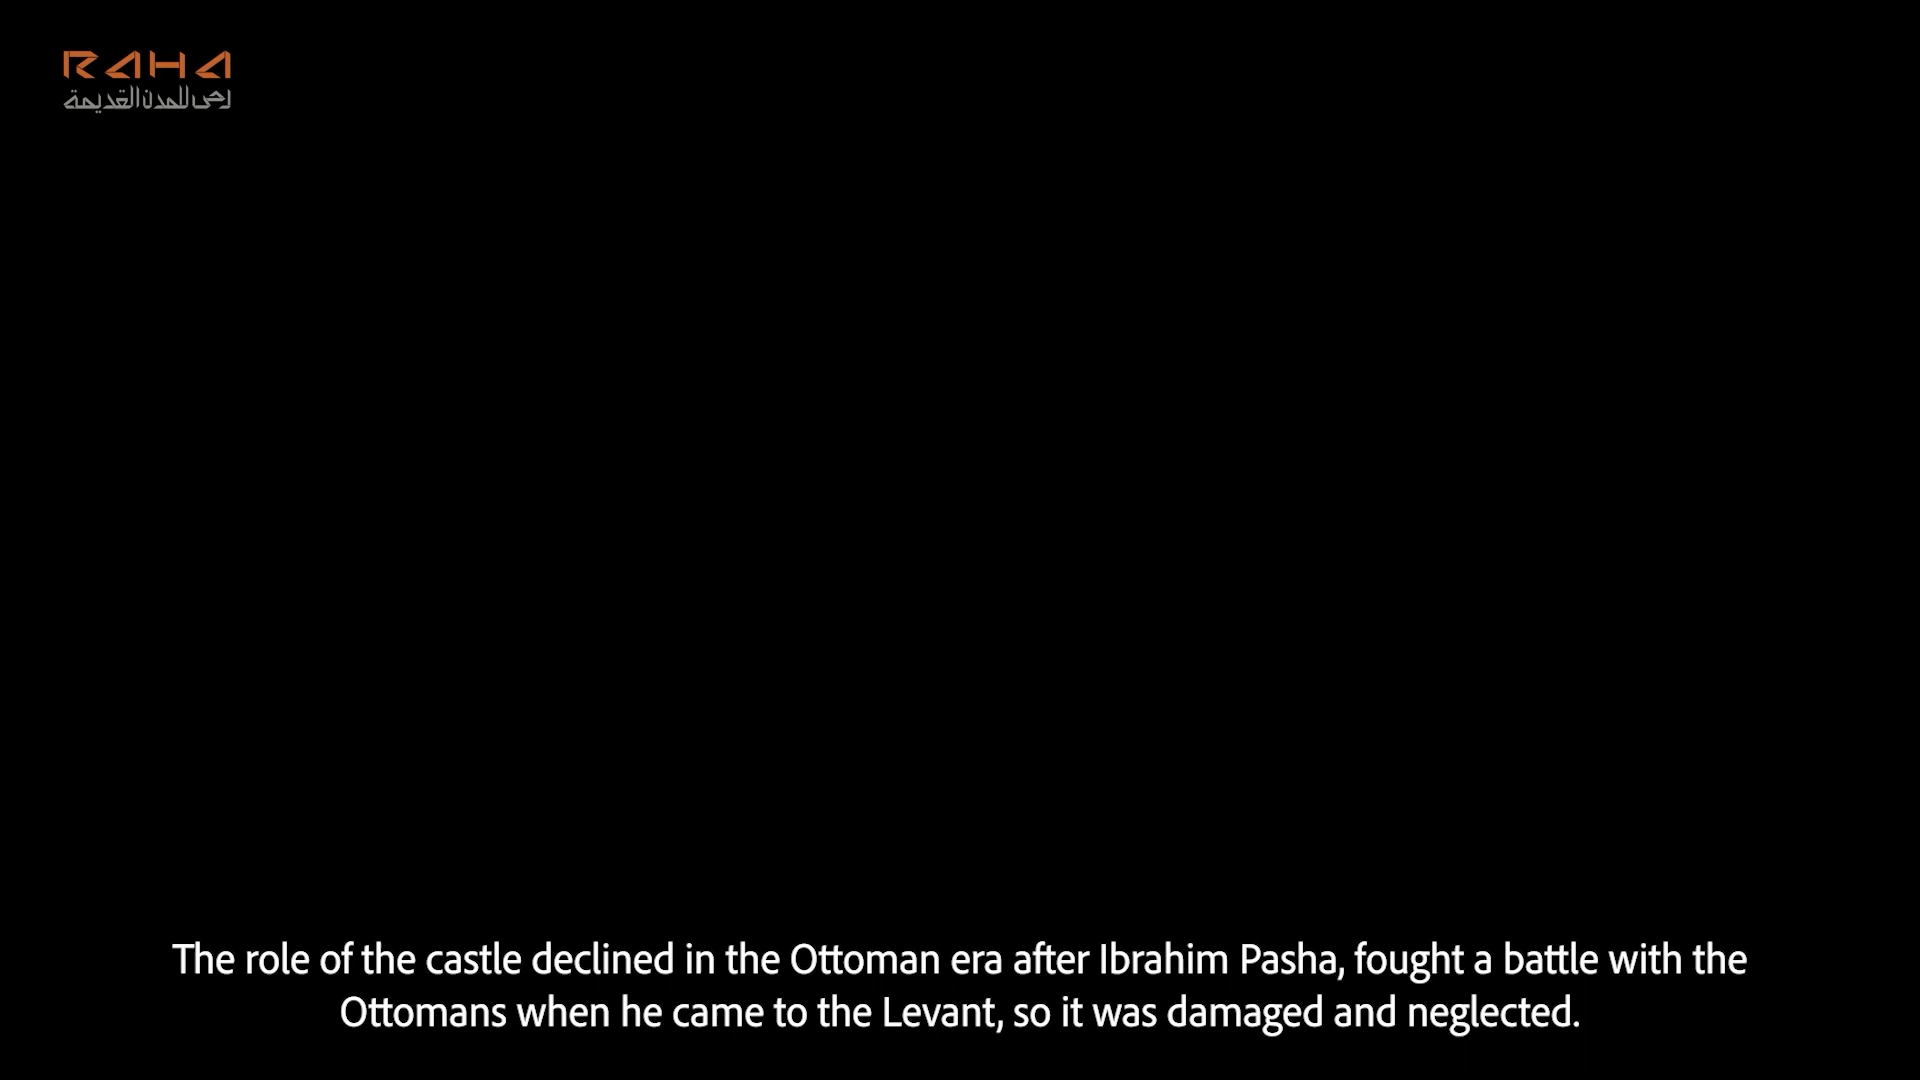 RAHA
رحى للمدن القديمة
The role of the castle declined in the Ottoman era after Ibrahim Pasha, fought a battle with the
Ottomans when he came to the Levant, so it was damaged and neglected.